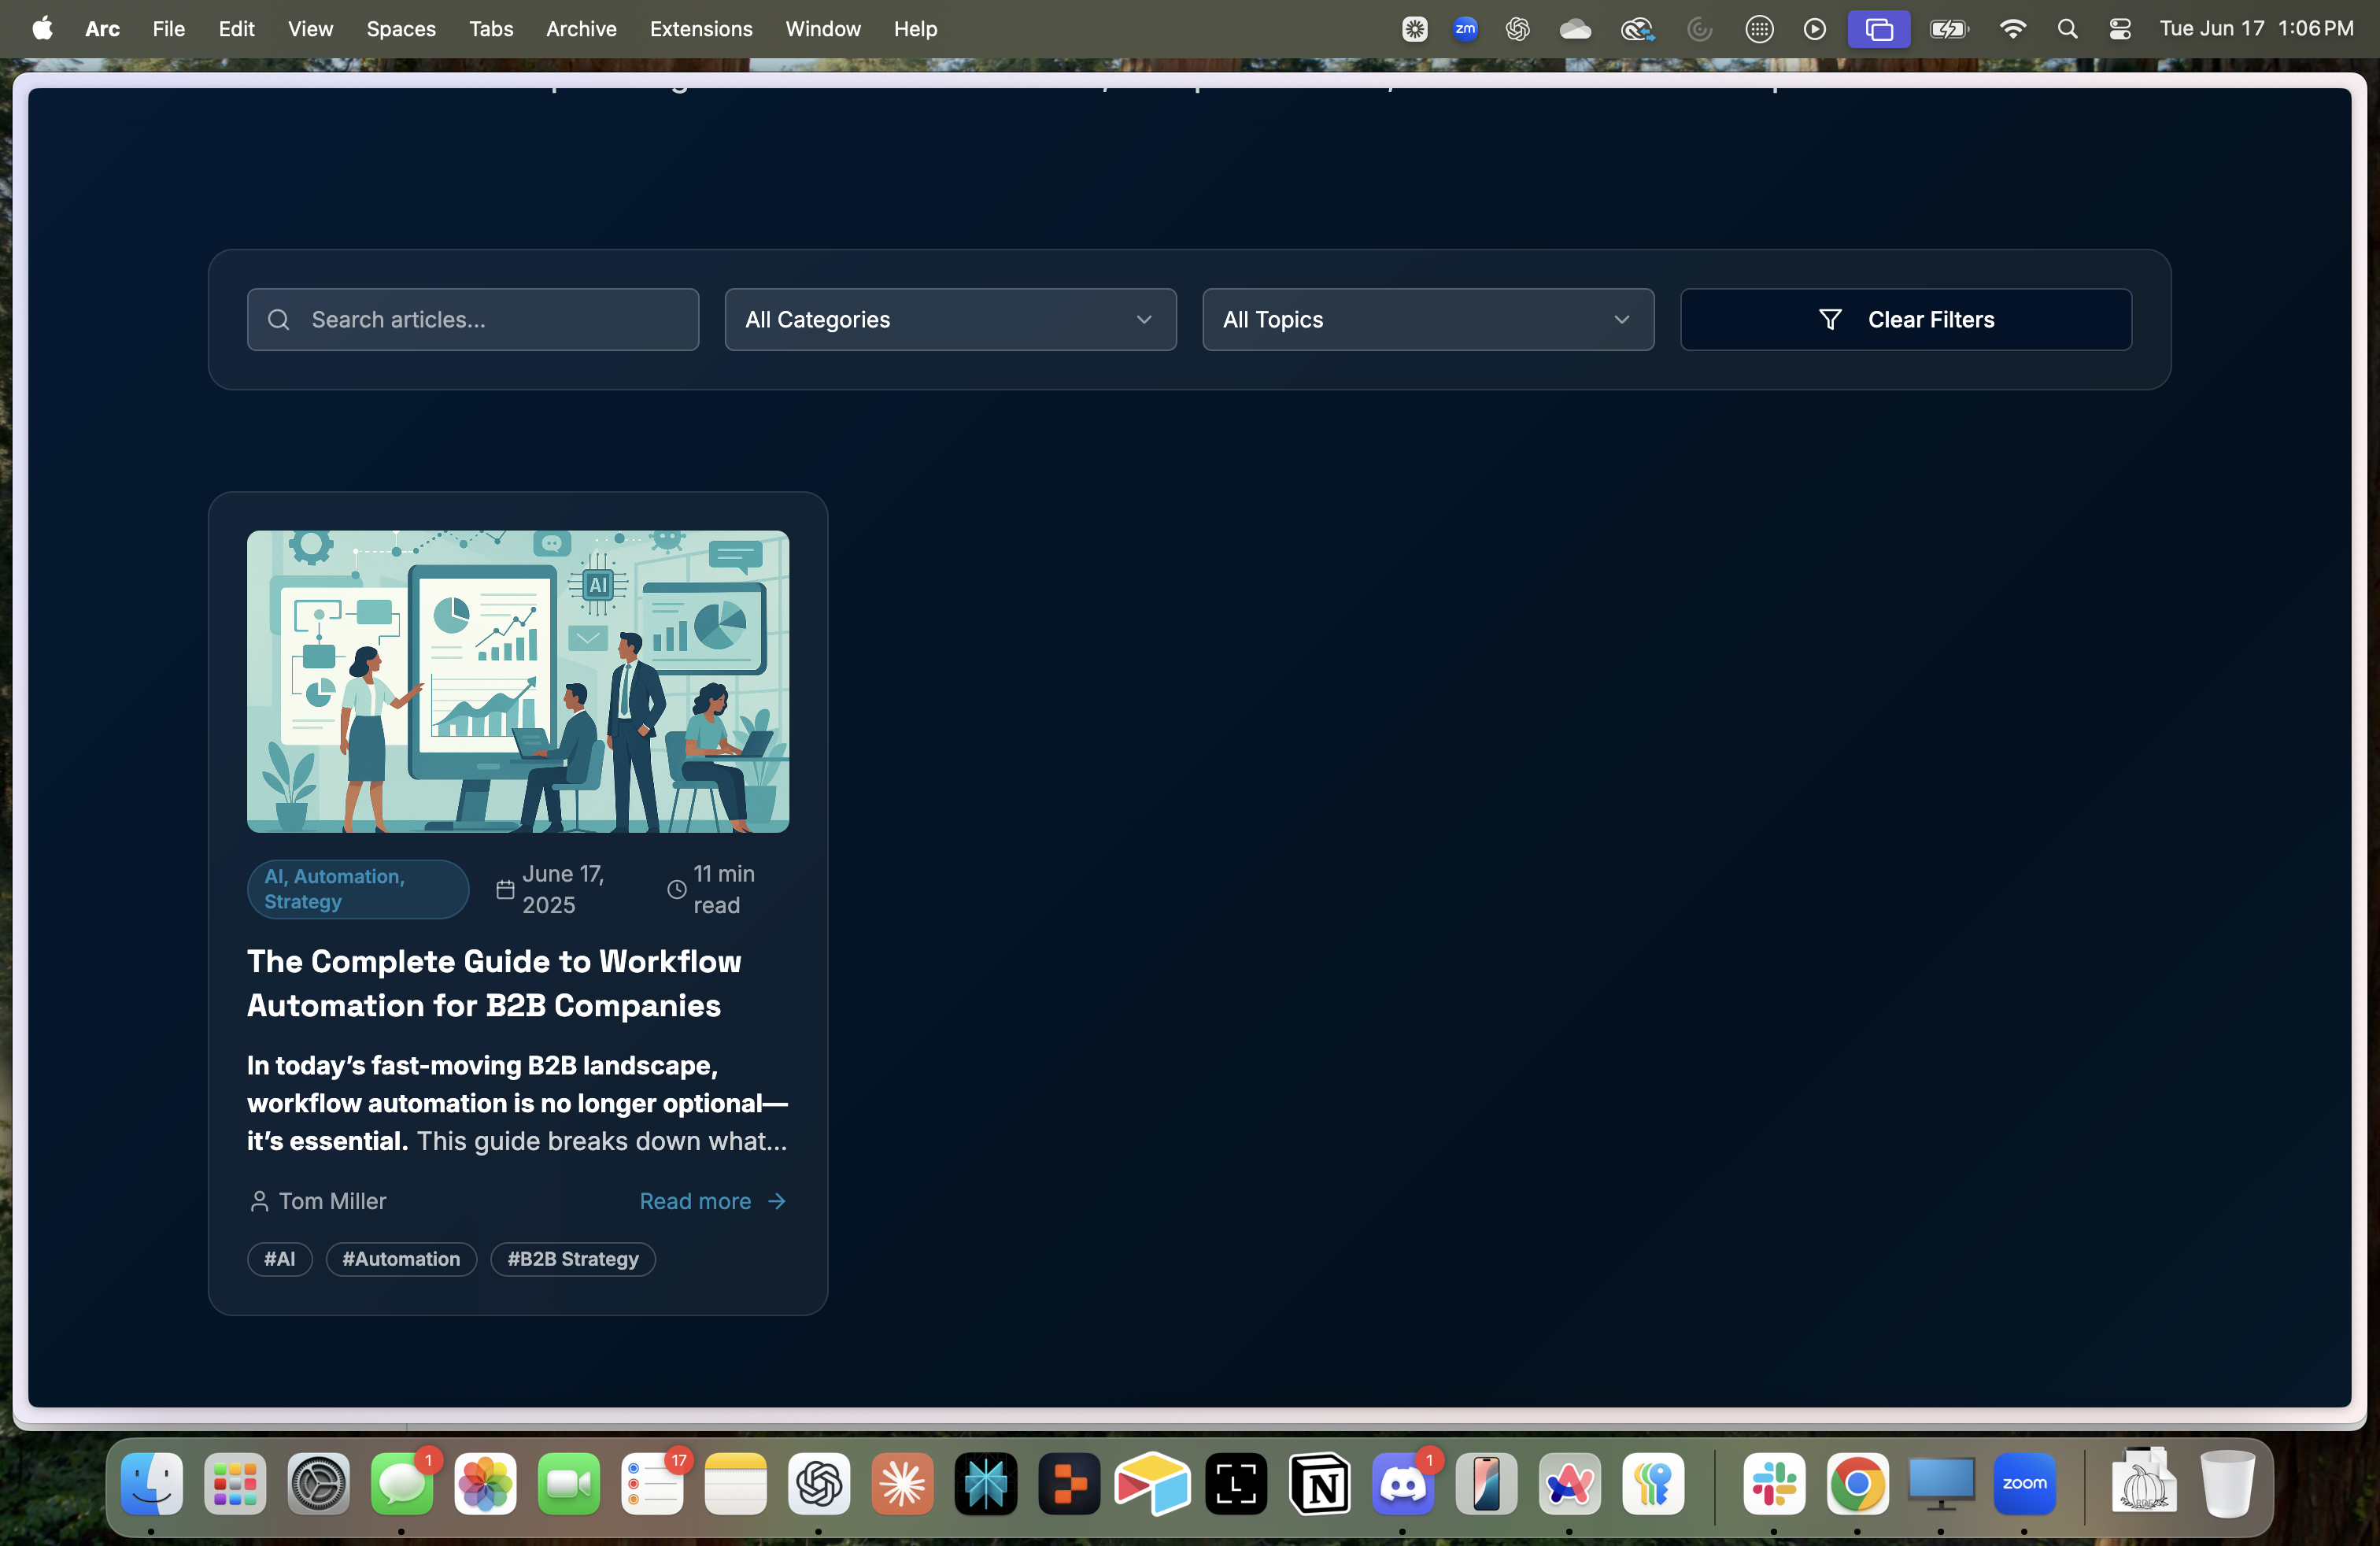 Arc File Edit View Spaces Tabs Archive Extensions Window Help zm Tue Jun 17 1:06 PM
Search articles...
All Categories
All Topics
Clear Filters
AI
AI, Automation,
Strategy
June 17,
2025
11 min
read
The Complete Guide to Workflow
Automation for B2B Companies
In today’s fast-moving B2B landscape,
workflow automation is no longer optional—
it’s essential. This guide breaks down what...
Tom Miller
Read more
#AI
#Automation
#B2B Strategy
1
17
L
N
1
zoom